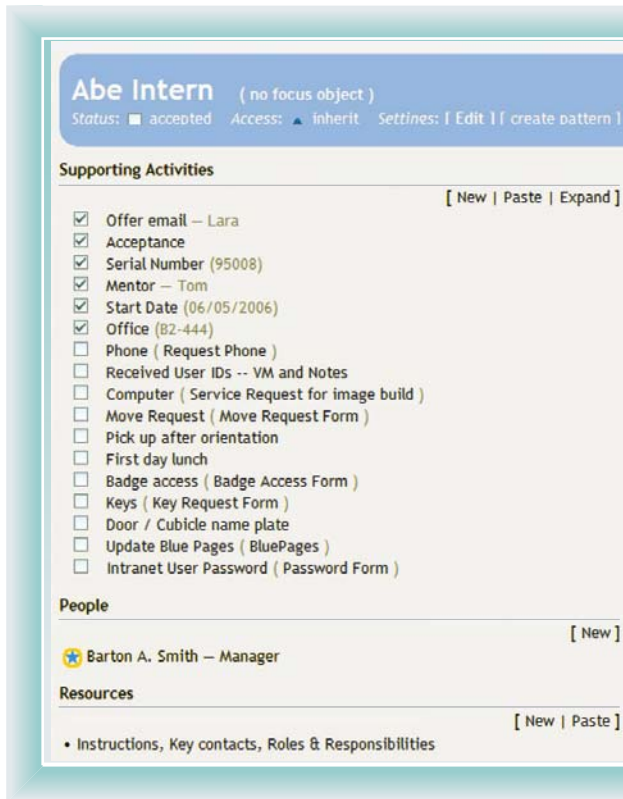 Abe Intern ( no focus object )
Status: accepted Access: inherit Settings: [ Edit ] [ create pattern ]
Supporting Activities
[ New | Paste | Expand ]
Offer email — Lara
Acceptance
Serial Number (95008)
Mentor — Tom
Start Date (06/05/2006)
Office (B2-444)
Phone ( Request Phone )
Received User IDs -- VM and Notes
Computer ( Service Request for image build )
Move Request ( Move Request Form )
Pick up after orientation
First day lunch
Badge access ( Badge Access Form )
Keys ( Key Request Form )
Door / Cubicle name plate
Update Blue Pages ( BluePages )
Intranet User Password ( Password Form )
People
[ New ]
Barton A. Smith — Manager
Resources
[ New | Paste ]
• Instructions, Key contacts, Roles & Responsibilities